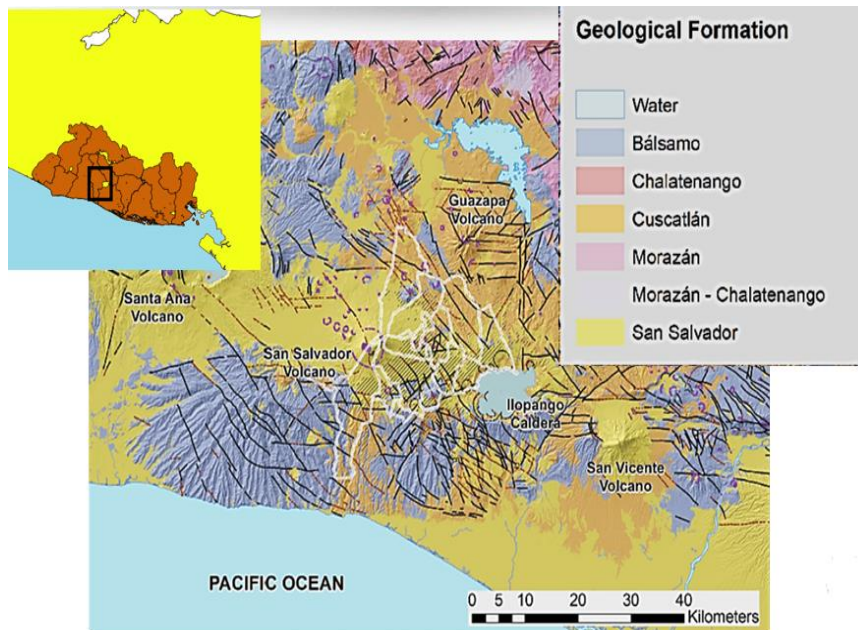 Geological Formation
Water
Bálsamo
Chalatenango
Cuscatlán
Morazán
Morazán - Chalatenango
San Salvador
Guazapa
Volcano
Santa Ana
Volcano
San Salvador
Volcano
Ilopango
Caldera
San Vicente
Volcano
PACIFIC OCEAN
0 5 10 20 30 40
Kilometers